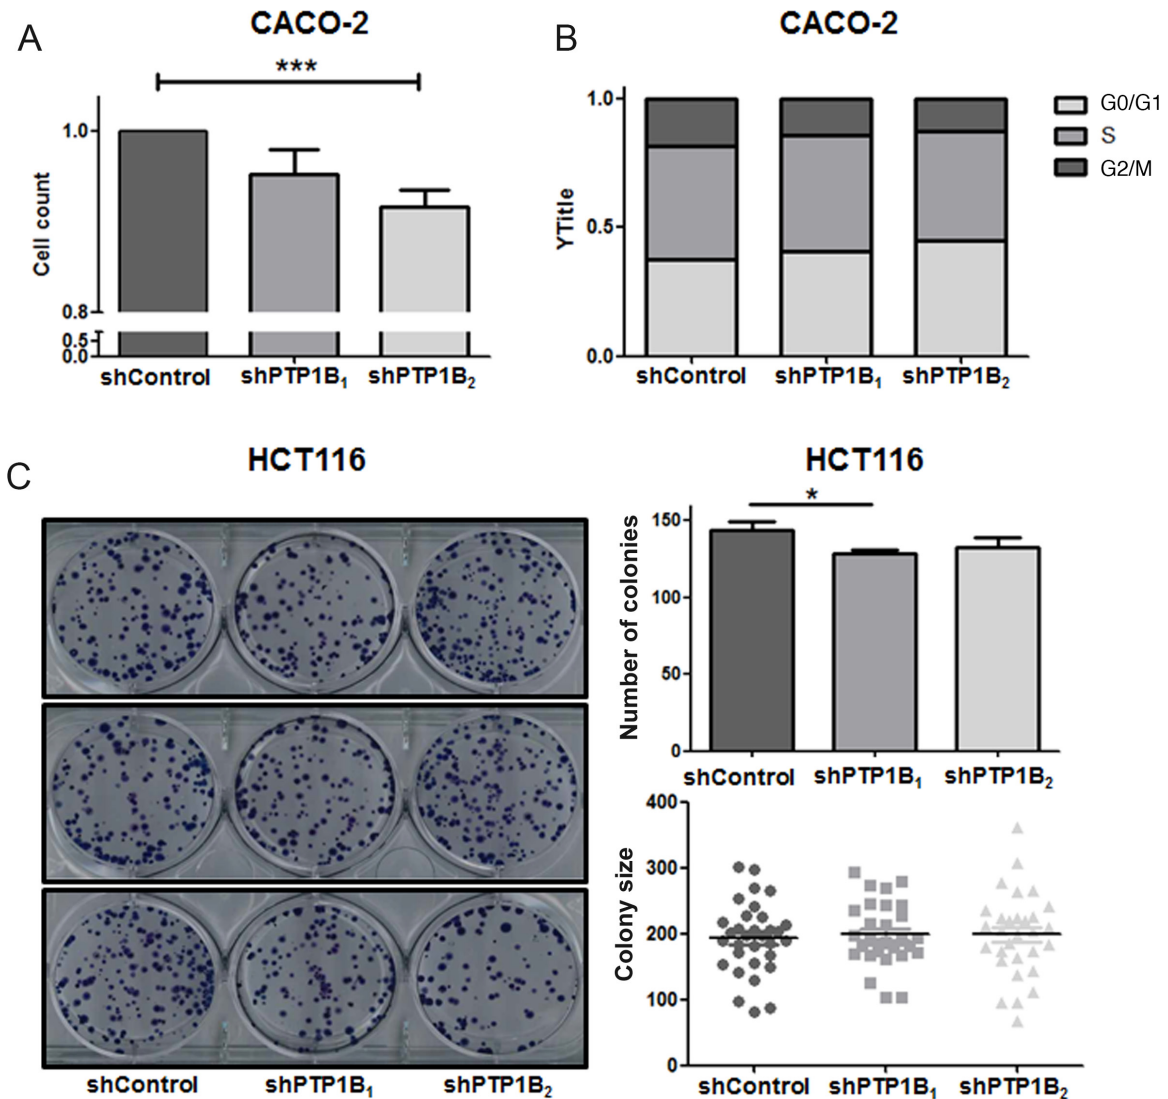 A
CACO-2
***
Cell count
1.0
0.8
0.5
0.0
shControl shPTP1B₁ shPTP1B₂
B
CACO-2
YTitle
1.0
0.5
0.0
shControl shPTP1B₁ shPTP1B₂
G0/G1
S
G2/M
C
HCT116
shControl shPTP1B₁ shPTP1B₂
HCT116
*
Number of colonies
150
100
50
0
shControl shPTP1B₁ shPTP1B₂
Colony size
400
300
200
100
0
shControl shPTP1B₁ shPTP1B₂